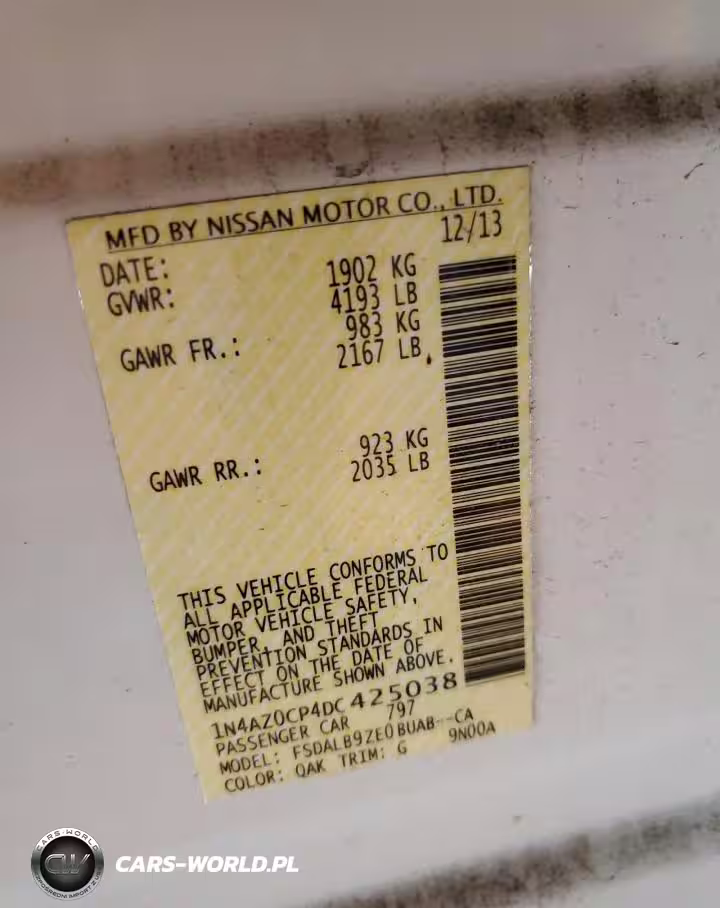 MFD BY NISSAN MOTOR CO., LTD.
DATE: 12/13
GVWR: 1902 KG
4193 LB
GAWR FR.: 983 KG
2167 LB
GAWR RR.: 923 KG
2035 LB
THIS VEHICLE CONFORMS TO
ALL APPLICABLE FEDERAL
MOTOR VEHICLE SAFETY,
BUMPER, AND THEFT
PREVENTION STANDARDS IN
EFFECT ON THE DATE OF
MANUFACTURE SHOWN ABOVE.
1N4AZ0CP4DC425038
PASSENGER CAR 797
MODEL: FSDALB9ZE0BUAB--CA
COLOR: QAK TRIM: G 9N00A
CARS-WORLD
CW
CARS-WORLD.PL